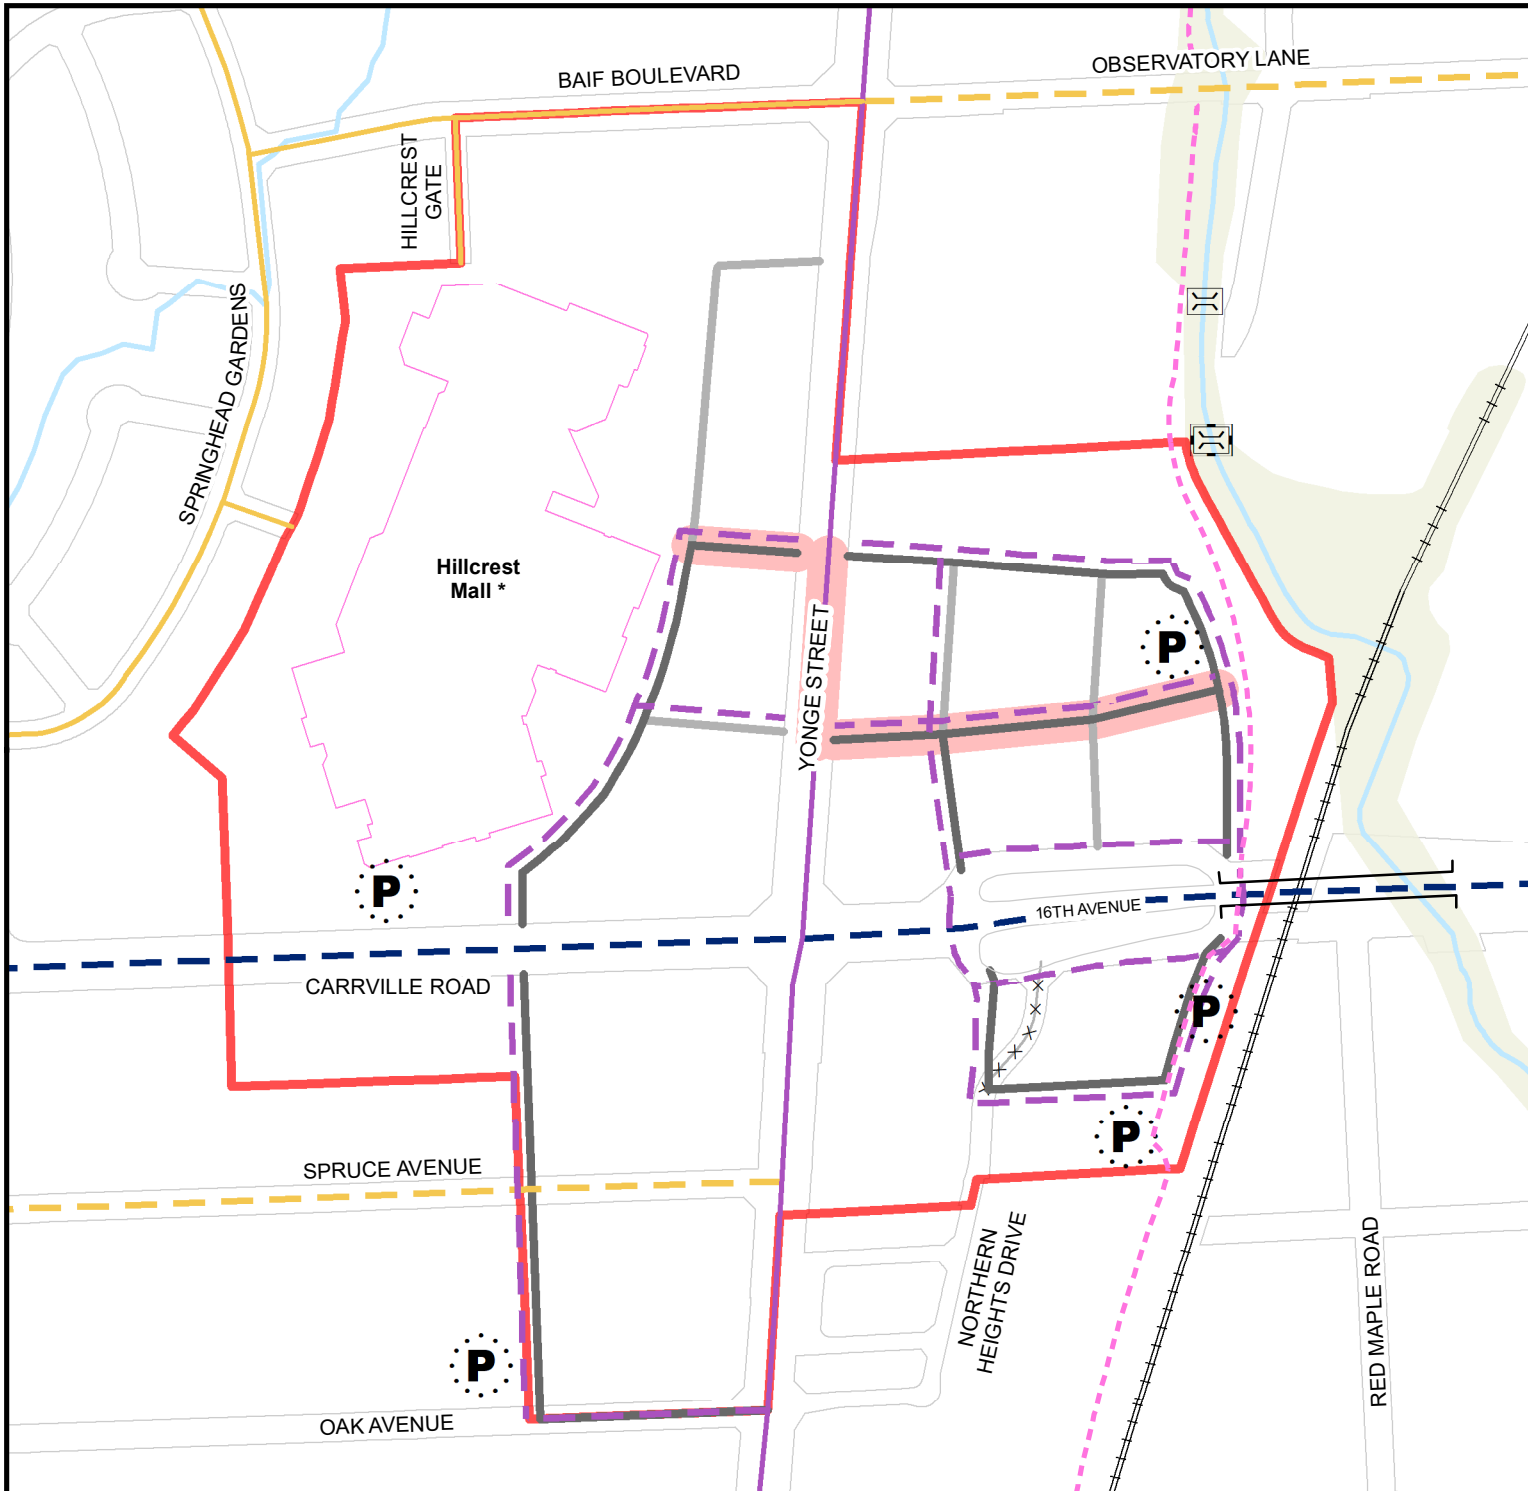 OBSERVATORY LANE
BAIF BOULEVARD
HILLCREST
GATE
SPRINGHEAD GARDENS
Hillcrest
Mall *
YONGE STREET
P
P
16TH AVENUE
CARRVILLE ROAD
P
P
SPRUCE AVENUE
NORTHERN
HEIGHTS DRIVE
RED MAPLE ROAD
P
OAK AVENUE